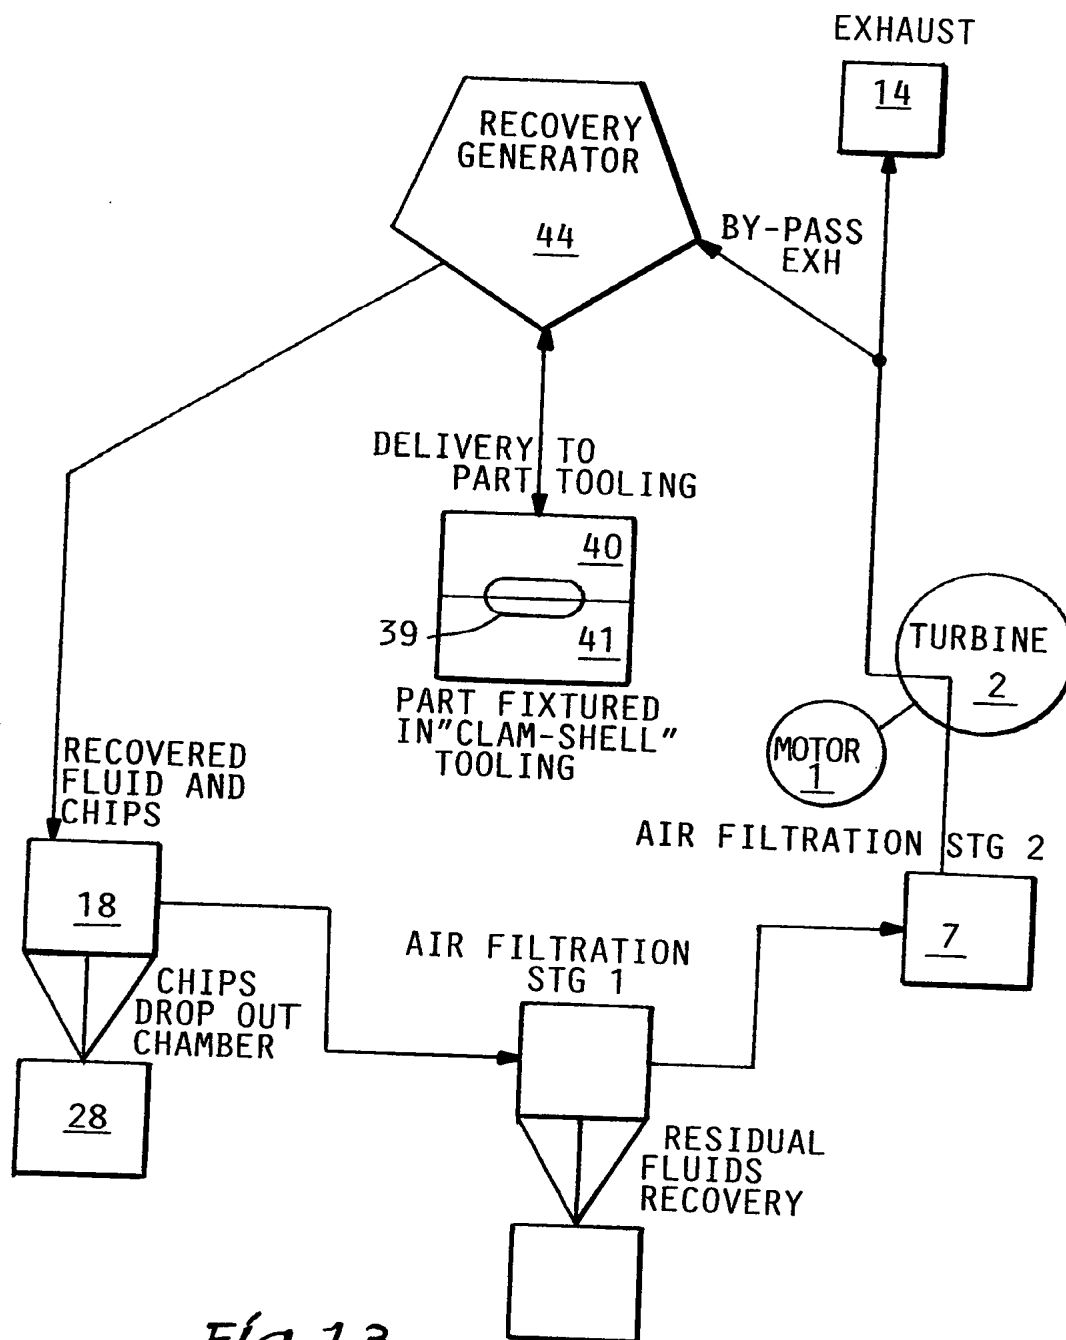 EXHAUST
14
RECOVERY
GENERATOR
44
BY-PASS
EXH
DELIVERY TO
PART TOOLING
40
39
41
PART FIXTURED
IN"CLAM-SHELL"
TOOLING
TURBINE
2
MOTOR
1
RECOVERED
FLUID AND
CHIPS
18
AIR FILTRATION STG 2
7
AIR FILTRATION
STG 1
CHIPS
DROP OUT
CHAMBER
28
RESIDUAL
FLUIDS
RECOVERY
Fig. 13